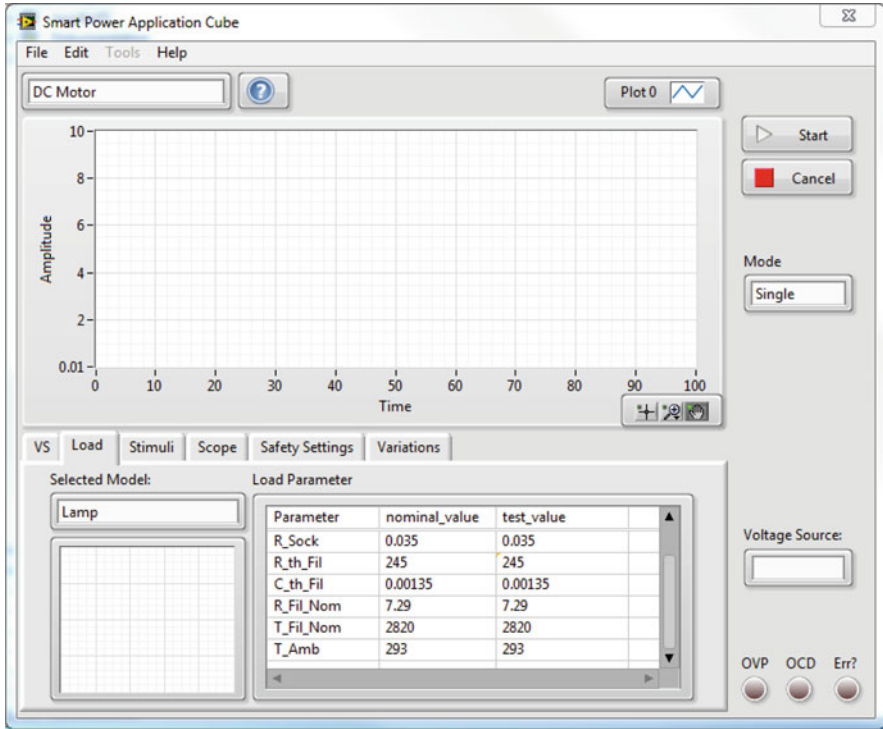 Smart Power Application Cube
File Edit Tools Help
DC Motor
Plot 0
10
8
6
4
2
0.01
Amplitude
0 10 20 30 40 50 60 70 80 90 100
Time
Start
Cancel
Mode
Single
VS Load Stimuli Scope Safety Settings Variations
Selected Model:
Lamp
Load Parameter
Parameter nominal_value test_value
R_Sock 0.035 0.035
R_th_Fil 245 245
C_th_Fil 0.00135 0.00135
R_Fil_Nom 7.29 7.29
T_Fil_Nom 2820 2820
T_Amb 293 293
Voltage Source:
OVP OCD Err?